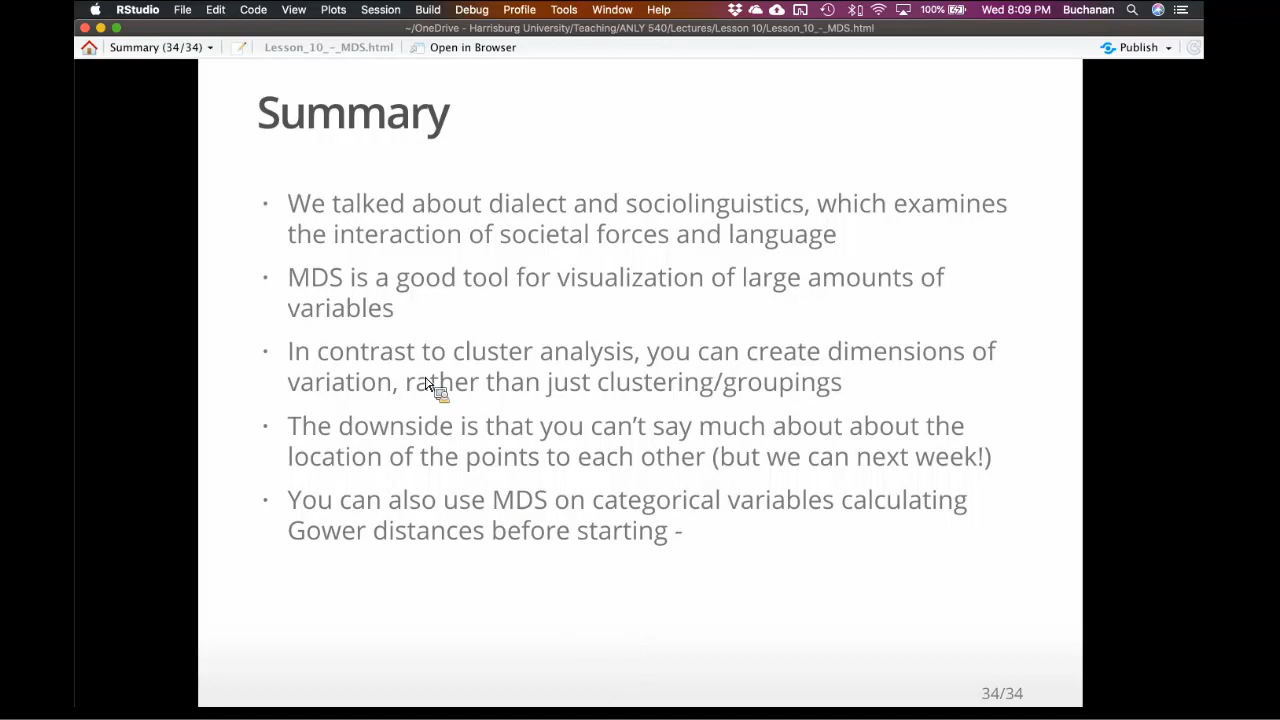 RStudio File Edit Code View Plots Session Build Debug Profile Tools Window Help 100% Wed 8:09 PM Buchanan
~/OneDrive - Harrisburg University/Teaching/ANLY 540/Lectures/Lesson 10/Lesson_10_-_MDS.html
Summary (34/34) Lesson_10_-_MDS.html Open in Browser Publish
Summary
• We talked about dialect and sociolinguistics, which examines
the interaction of societal forces and language
• MDS is a good tool for visualization of large amounts of
variables
• In contrast to cluster analysis, you can create dimensions of
variation, rather than just clustering/groupings
• The downside is that you can’t say much about about the
location of the points to each other (but we can next week!)
• You can also use MDS on categorical variables calculating
Gower distances before starting -
34/34